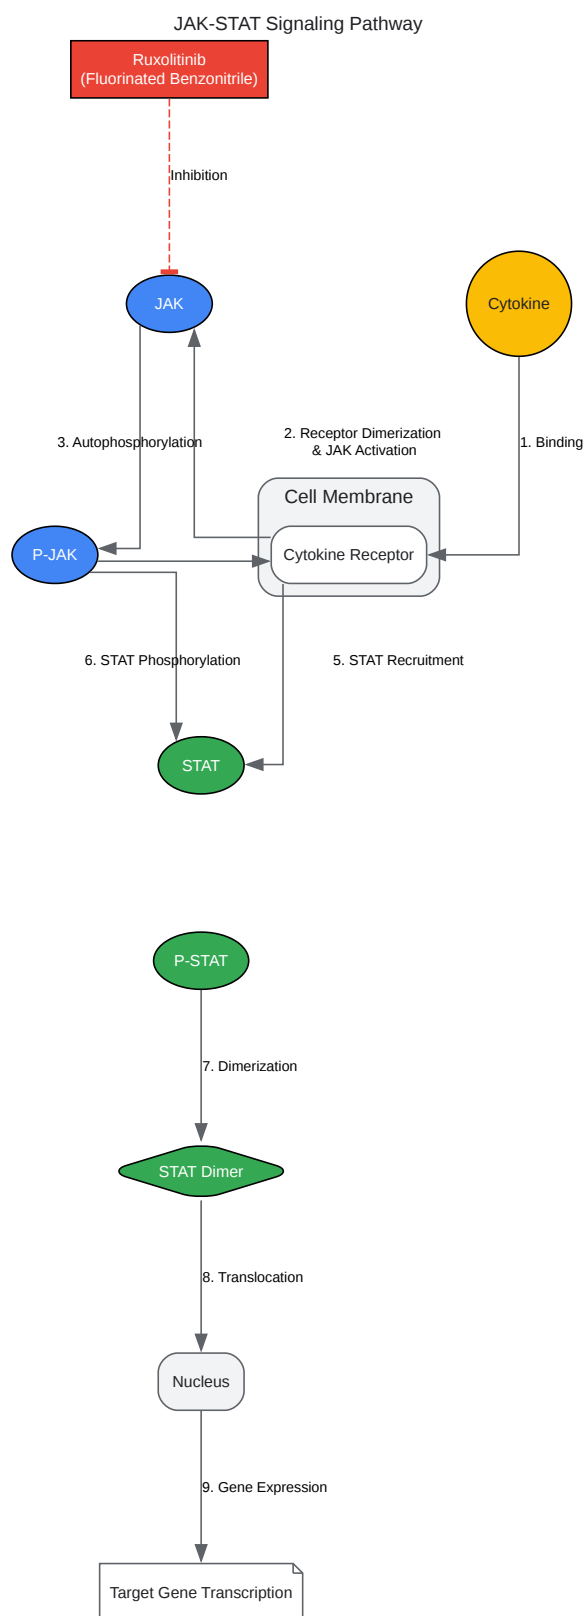 JAK-STAT Signaling Pathway
Ruxolitinib
(Fluorinated Benzonitrile)
Inhibition
JAK
Cytokine
2. Receptor Dimerization
& JAK Activation
3. Autophosphorylation
1. Binding
Cell Membrane
P-JAK
Cytokine Receptor
6. STAT Phosphorylation
5. STAT Recruitment
STAT
P-STAT
7. Dimerization
STAT Dimer
8. Translocation
Nucleus
9. Gene Expression
Target Gene Transcription